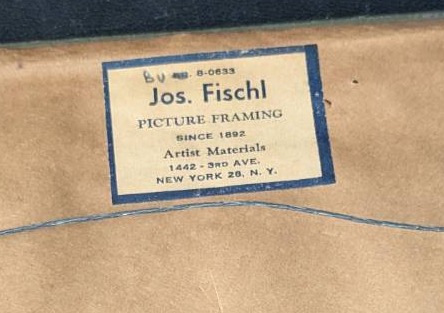 BU 8-0633
Jos. Fischl
PICTURE FRAMING
SINCE 1892
Artist Materials
1442 - 3RD AVE.
NEW YORK 28, N. Y.